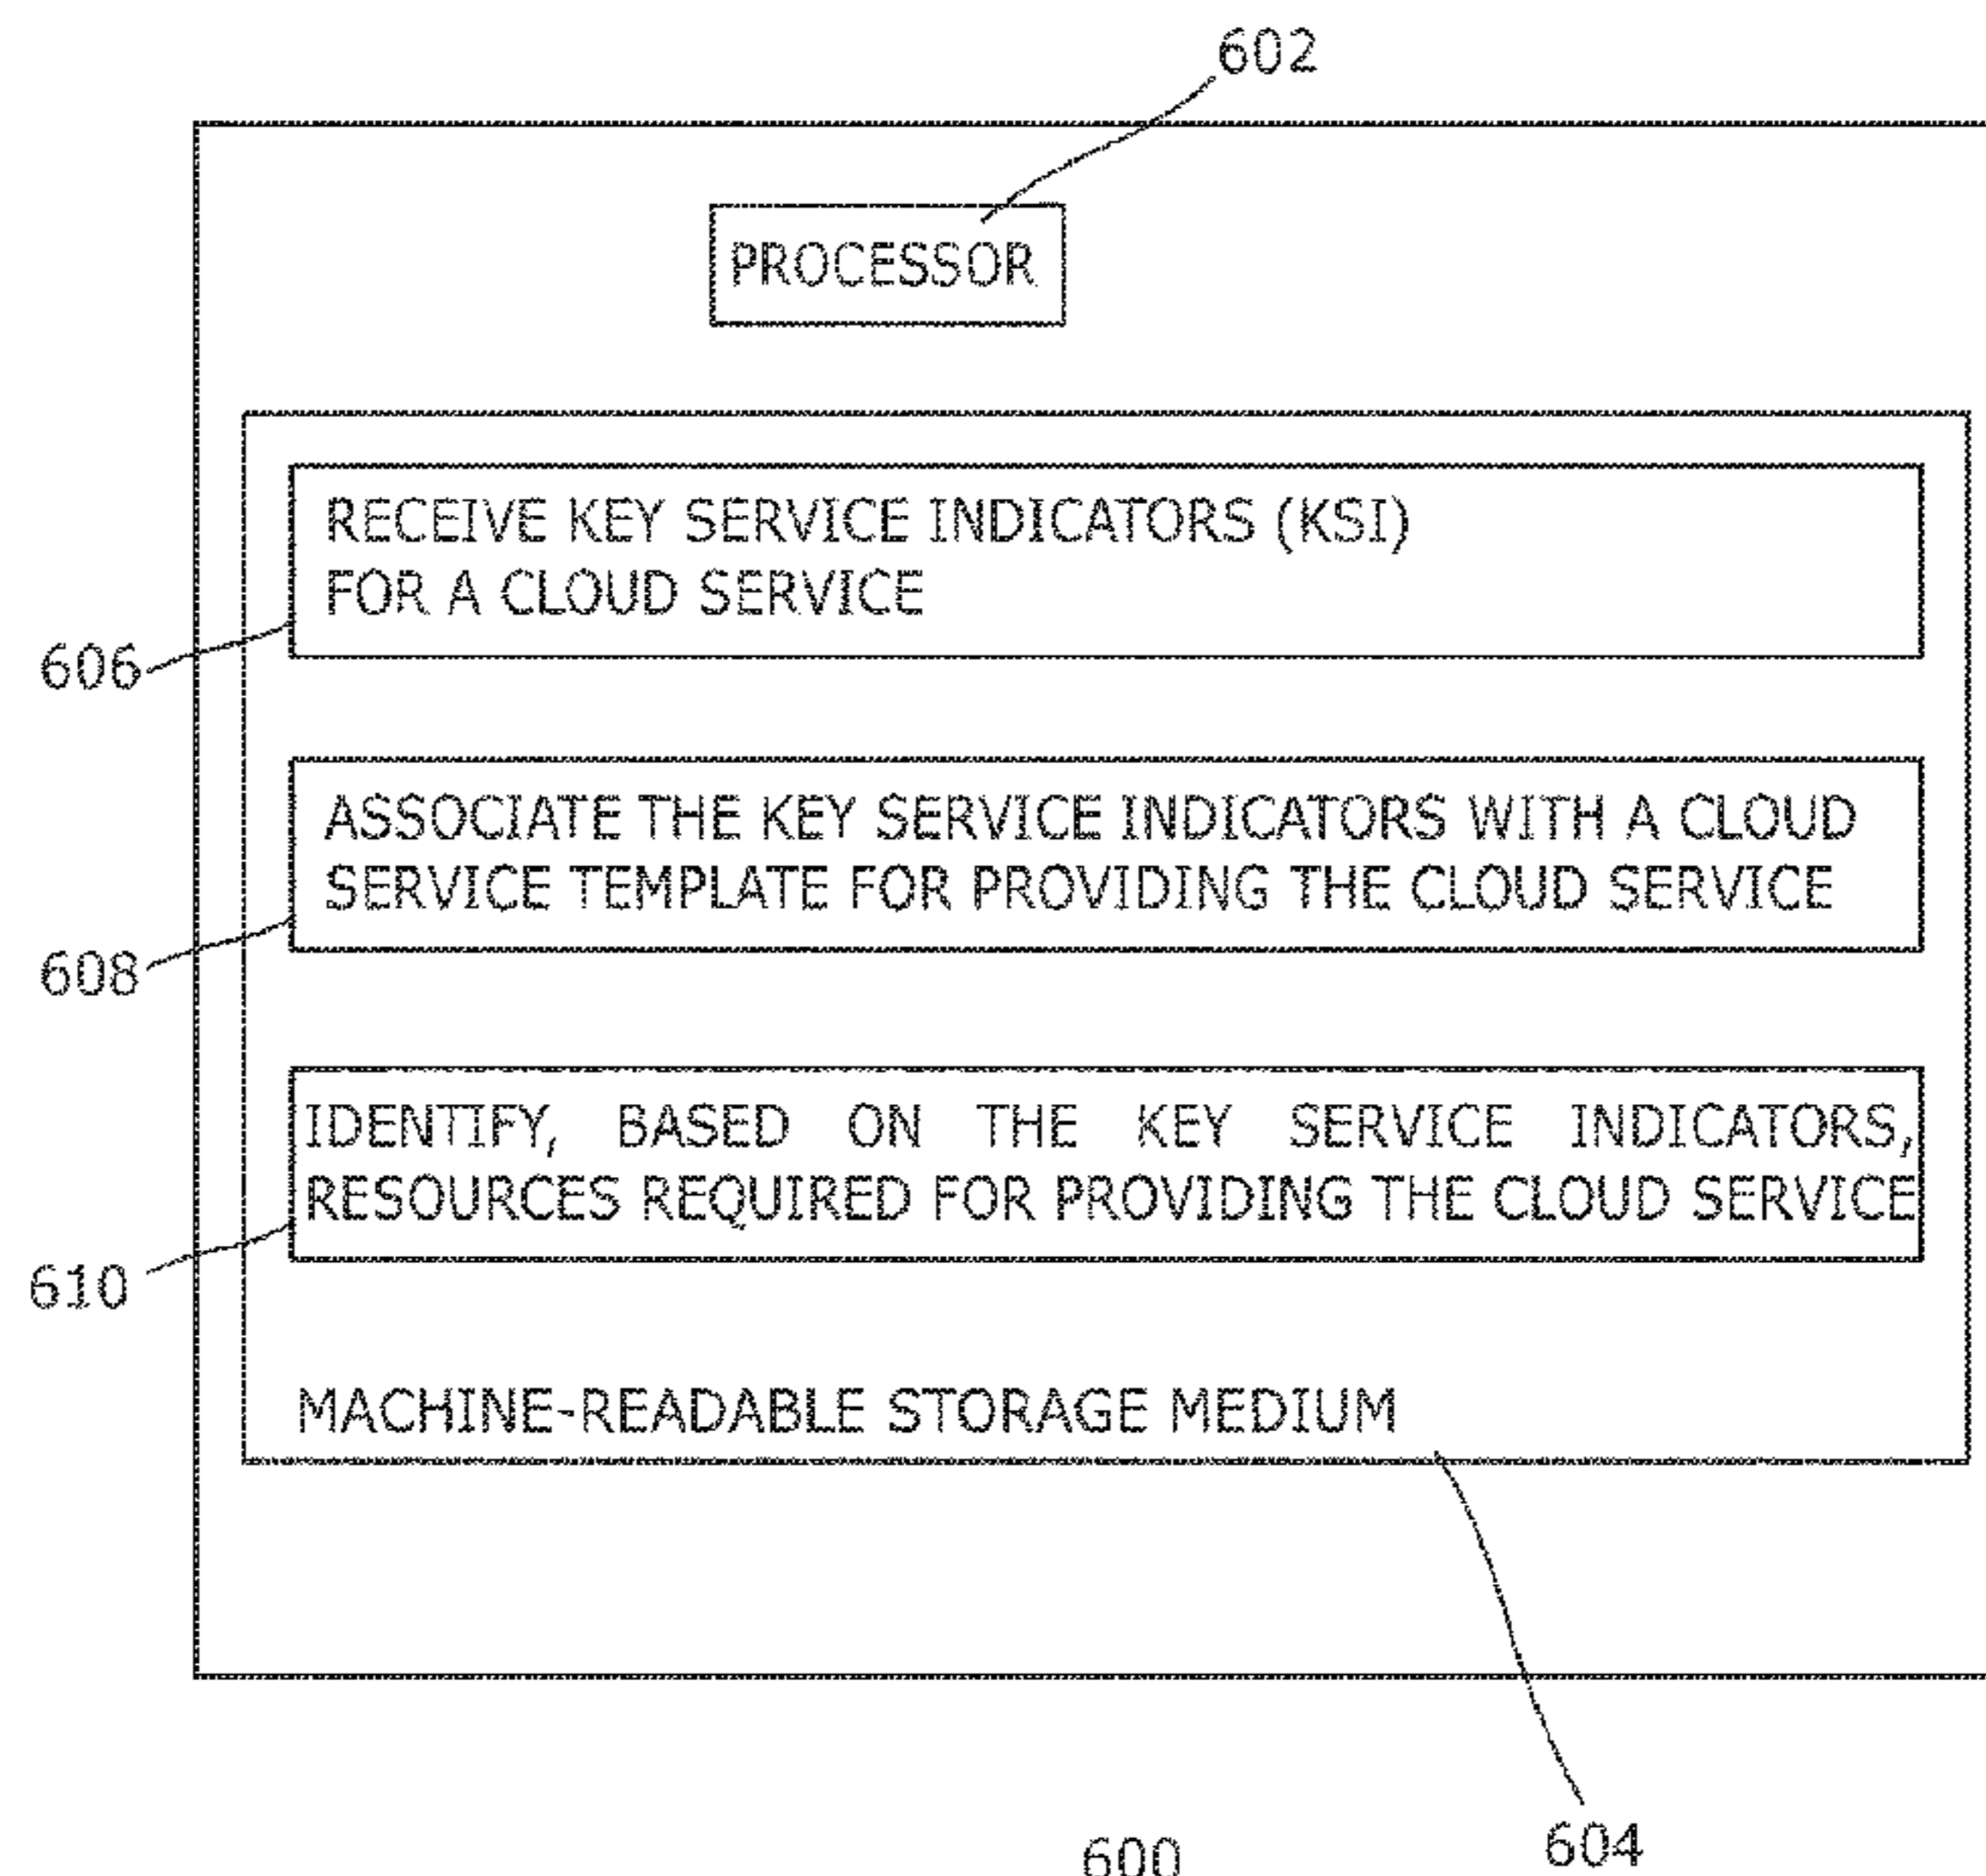 602
PROCESSOR
RECEIVE KEY SERVICE INDICATORS (KSI)
FOR A CLOUD SERVICE
606
ASSOCIATE THE KEY SERVICE INDICATORS WITH A CLOUD
SERVICE TEMPLATE FOR PROVIDING THE CLOUD SERVICE
608
IDENTIFY, BASED ON THE KEY SERVICE INDICATORS,
RESOURCES REQUIRED FOR PROVIDING THE CLOUD SERVICE
610
MACHINE-READABLE STORAGE MEDIUM
604
600